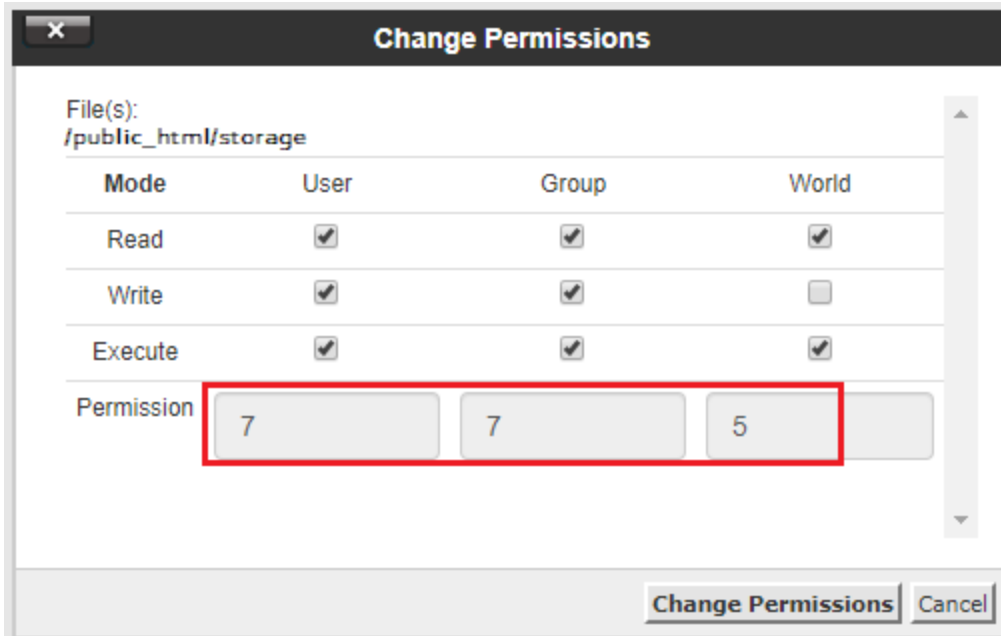 Change Permissions
File(s):
/public_html/storage
Mode User Group World
Read
Write
Execute
Permission 7 7 5
Change Permissions Cancel